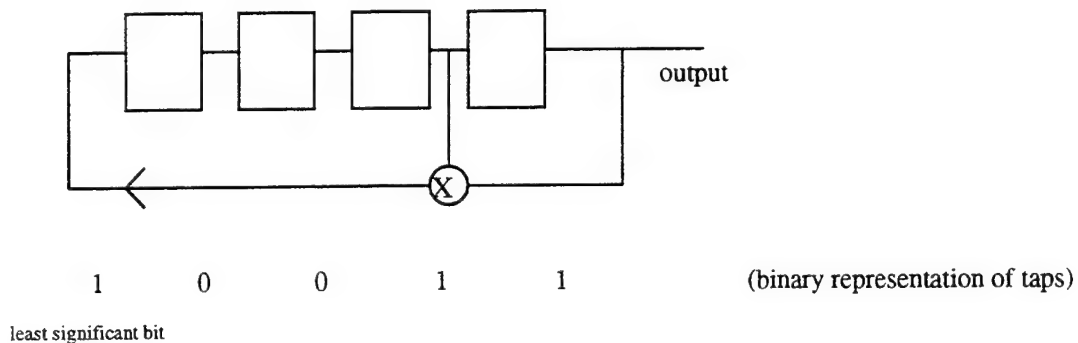 output
X
1 0 0 1 1 (binary representation of taps)
least significant bit